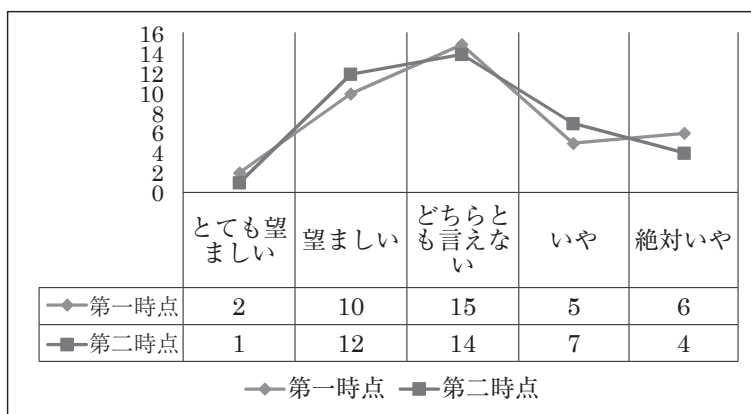 16
14
12
10
8
6
4
2
0
とても望
ましい
望ましい
どちらと
も言えな
い
いや
絶対いや
第一時点 2 10 15 5 6
第二時点 1 12 14 7 4
第一時点 第二時点